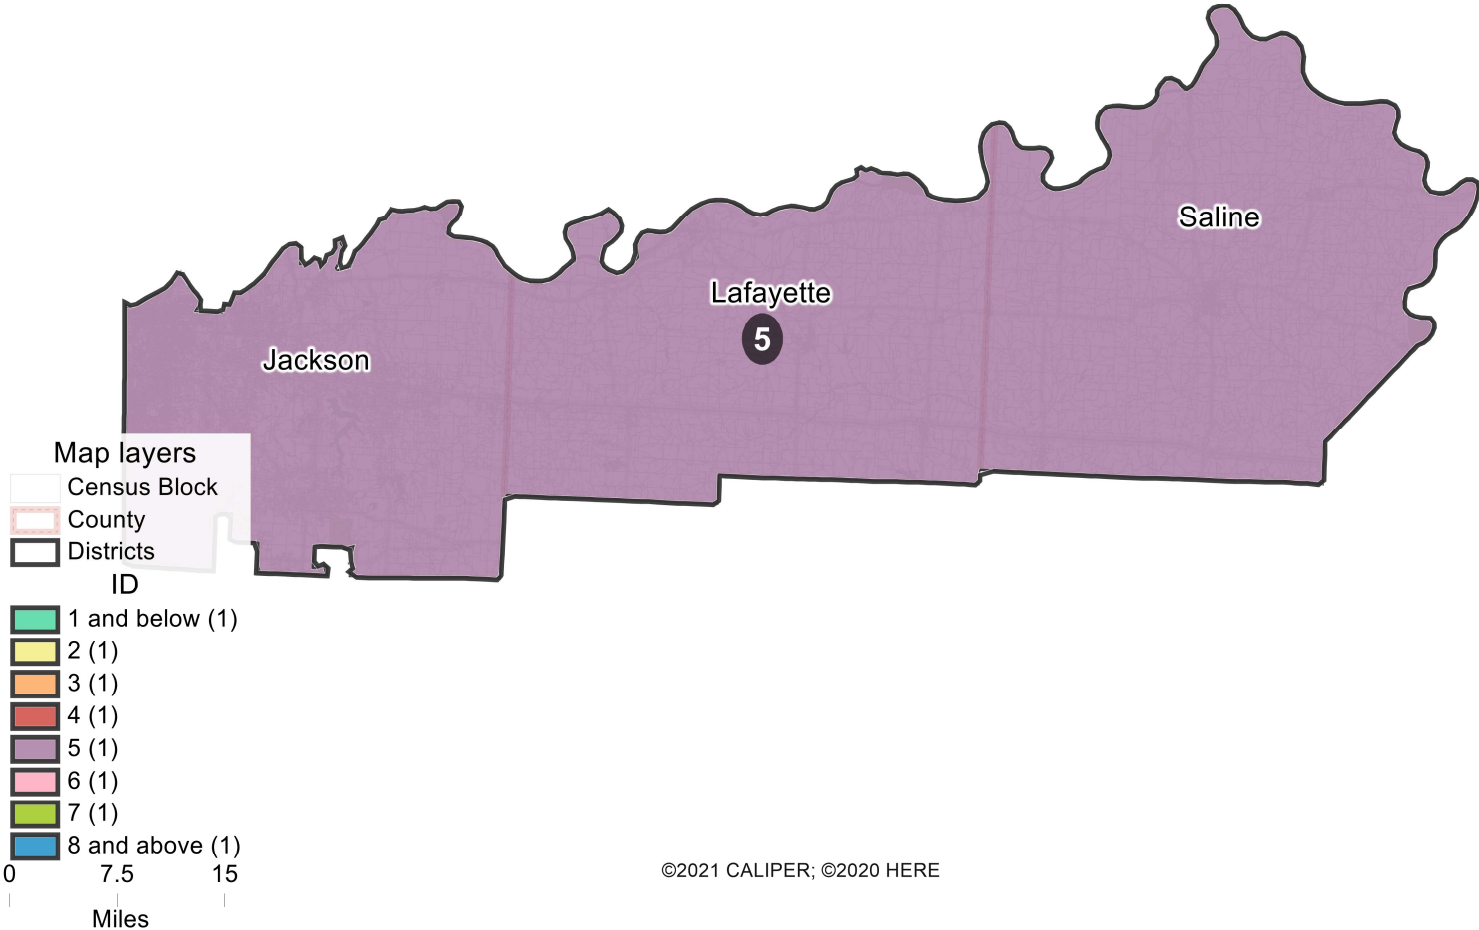 Saline
Lafayette
5
Jackson
Map layers
Census Block
County
Districts
ID
1 and below (1)
2 (1)
3 (1)
4 (1)
5 (1)
6 (1)
7 (1)
8 and above (1)
0 7.5 15
Miles
©2021 CALIPER; ©2020 HERE